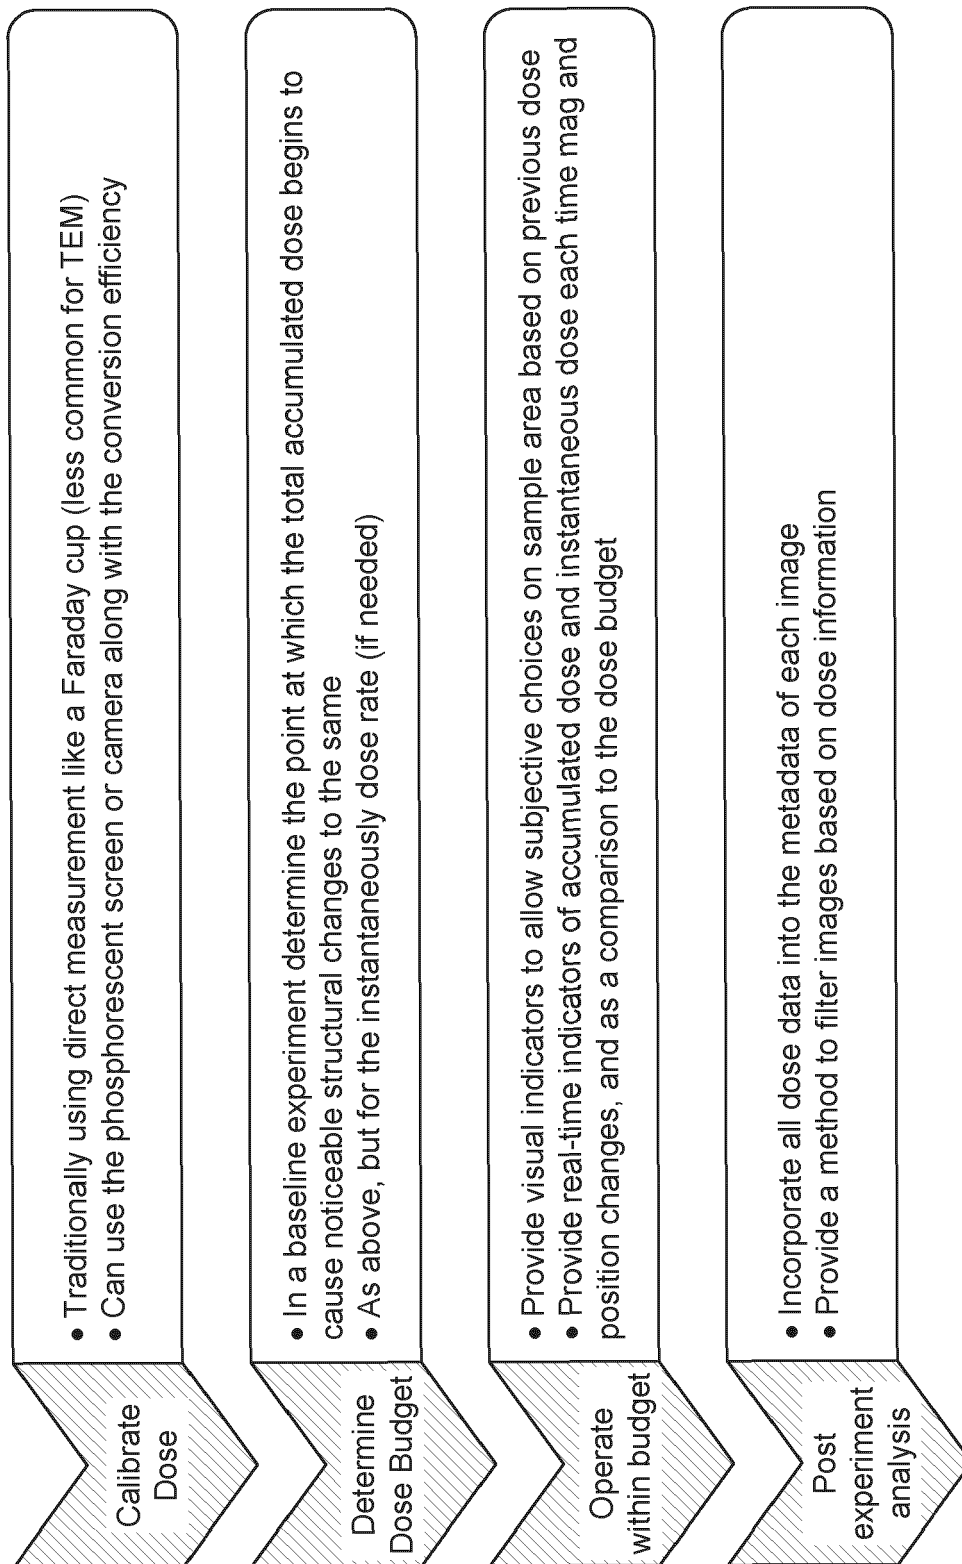 Calibrate
Dose
• Traditionally using direct measurement like a Faraday cup (less common for TEM)
• Can use the phosphorescent screen or camera along with the conversion efficiency
Determine
Dose Budget
• In a baseline experiment determine the point at which the total accumulated dose begins to
cause noticeable structural changes to the same
• As above, but for the instantaneously dose rate (if needed)
Operate
within budget
• Provide visual indicators to allow subjective choices on sample area based on previous dose
• Provide real-time indicators of accumulated dose and instantaneous dose each time mag and
position changes, and as a comparison to the dose budget
Post
experiment
analysis
• Incorporate all dose data into the metadata of each image
• Provide a method to filter images based on dose information